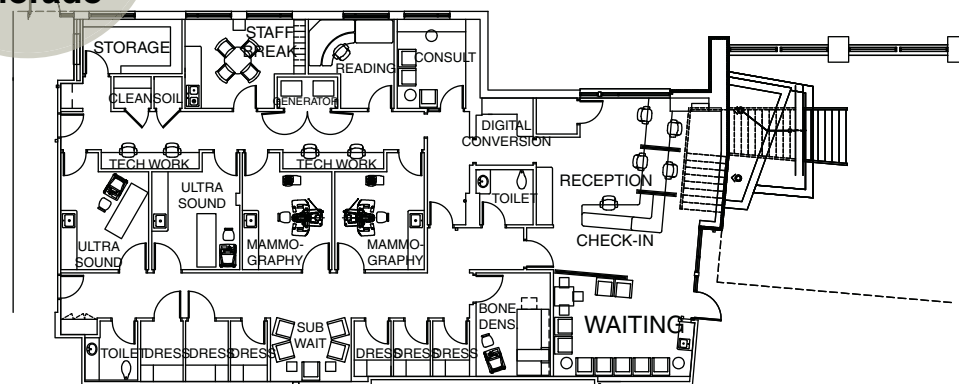 STORAGE
STAFF
BREAK
READING
CONSULT
CLEAN
SOIL
GENERATOR
DIGITAL
CONVERSION
TECH WORK
TECH WORK
ULTRA
SOUND
ULTRA
SOUND
MAMMO-
GRAPHY
MAMMO-
GRAPHY
TOILET
RECEPTION
CHECK-IN
BONE
DENS.
WAITING
SUB
WAIT
TOILET
DRESS
DRESS
DRESS
DRESS
DRESS
DRESS